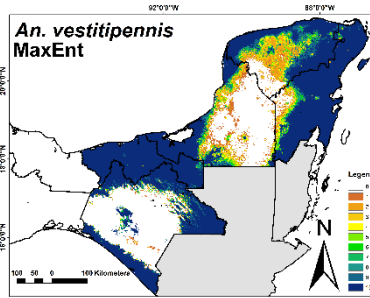 92°0'0"W 88°0'0"W
An. vestitipennis
MaxEnt
20°0'0"N
18°0'0"N
16°0'0"N
Legen
N
100 50 0 100 Kilometers